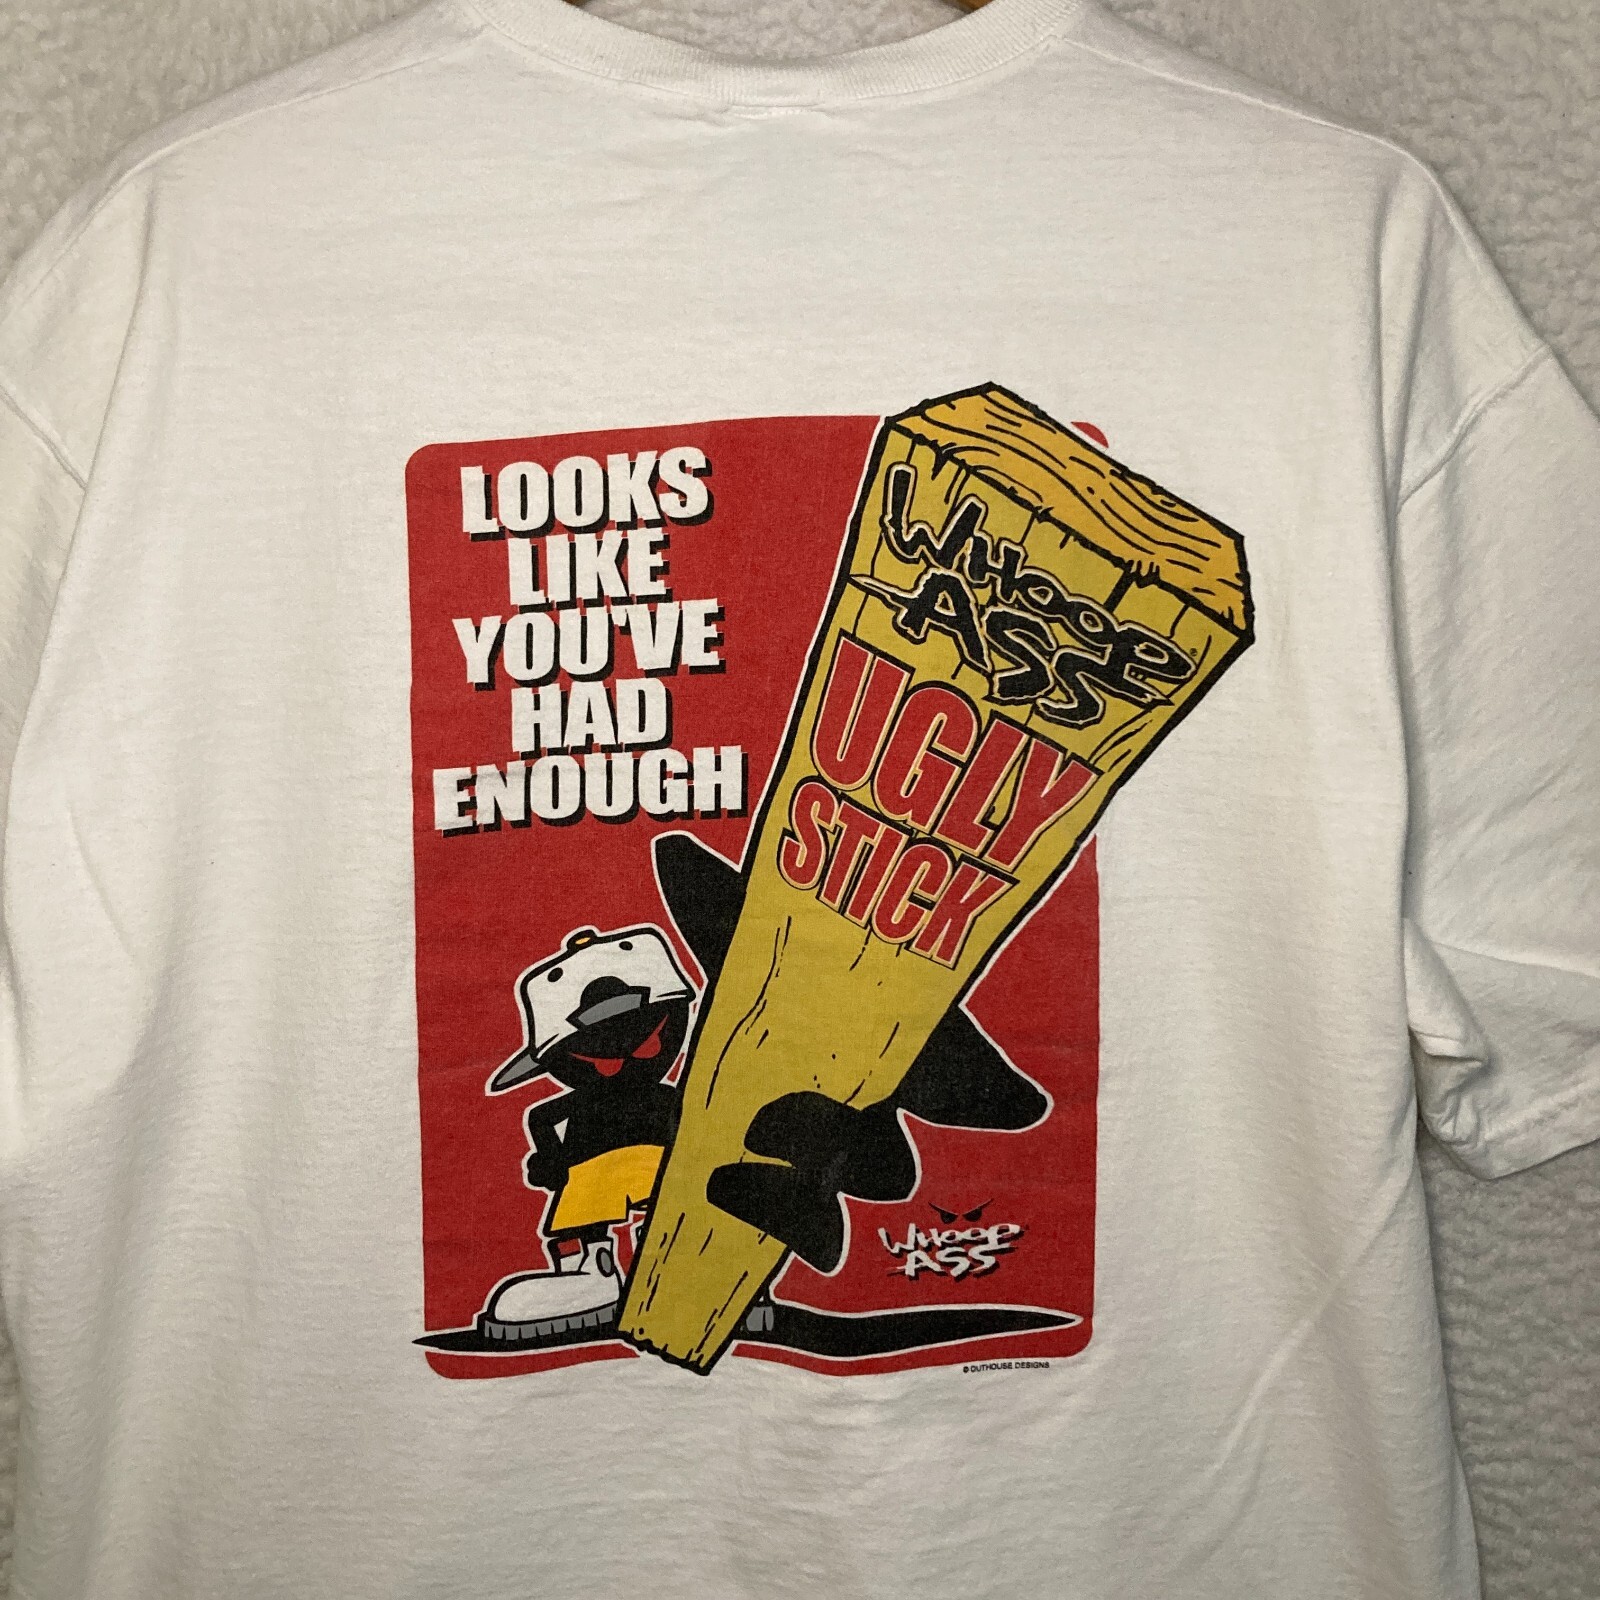 LOOKS
LIKE
YOU'VE
HAD
ENOUGH
WHOOP
ASS
®
UGLY
STICK
WHOOP
ASS
© OUTHOUSE DESIGNS